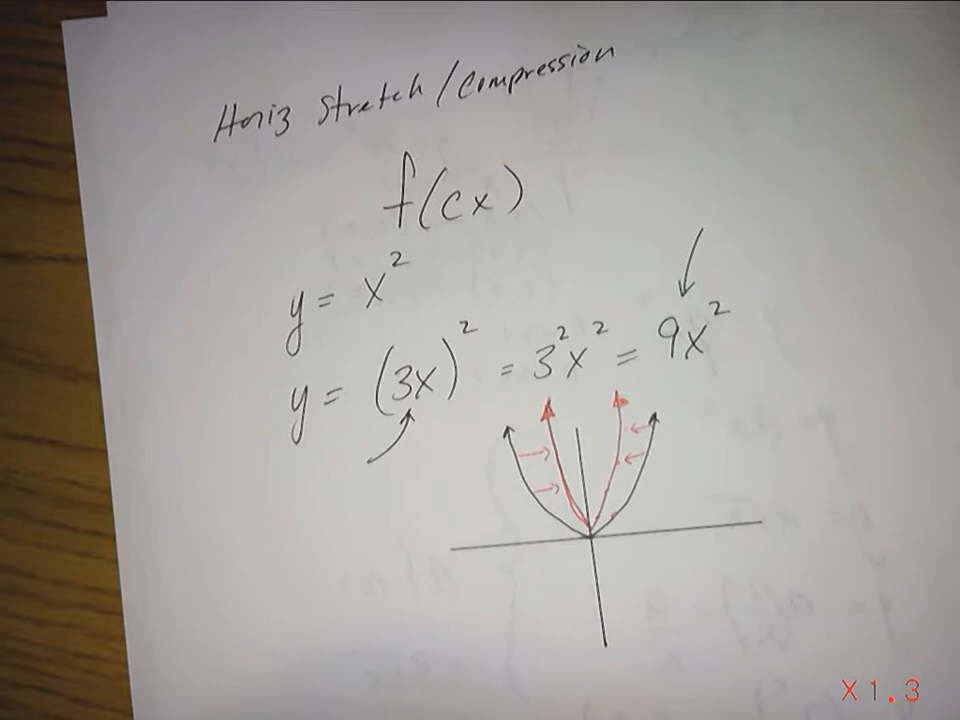 Horiz Stretch/Compression
f(cx)
y = x²
y = (3x)² = 3²x² = 9x²
X1.3